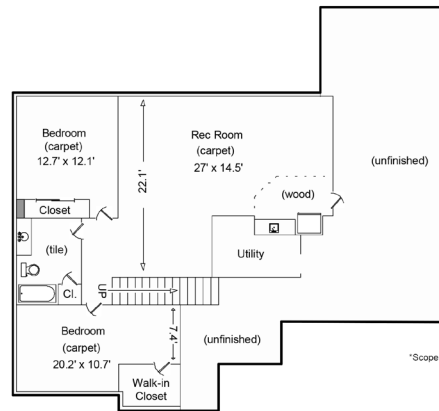 Bedroom
(carpet)
12.7' x 12.1'
22.1'
Rec Room
(carpet)
27' x 14.5'
(unfinished)
(wood)
Closet
(tile)
Utility
Cl.
UP
Bedroom
(carpet)
20.2' x 10.7'
7.4'
(unfinished)
Walk-in
Closet
*Scope